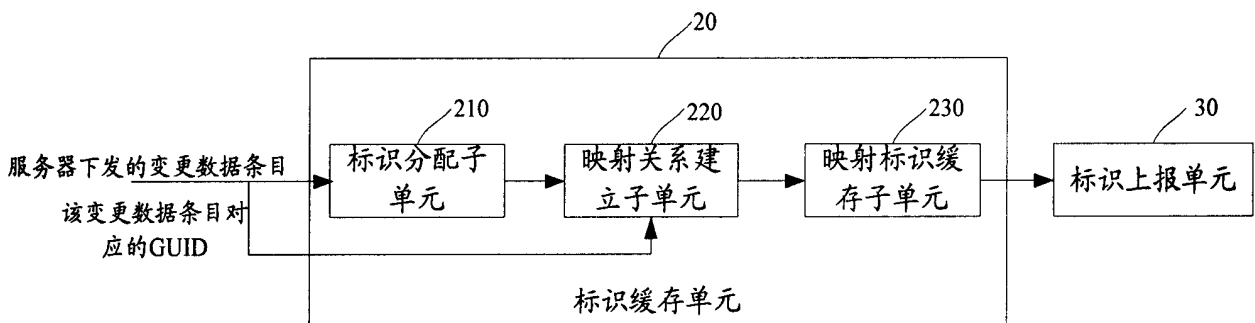 20
210
220
230
30
服务器下发的变更数据条目
标识分配子
单元
映射关系建
立子单元
映射标识缓
存子单元
标识上报单元
该变更数据条目对
应的GUID
标识缓存单元